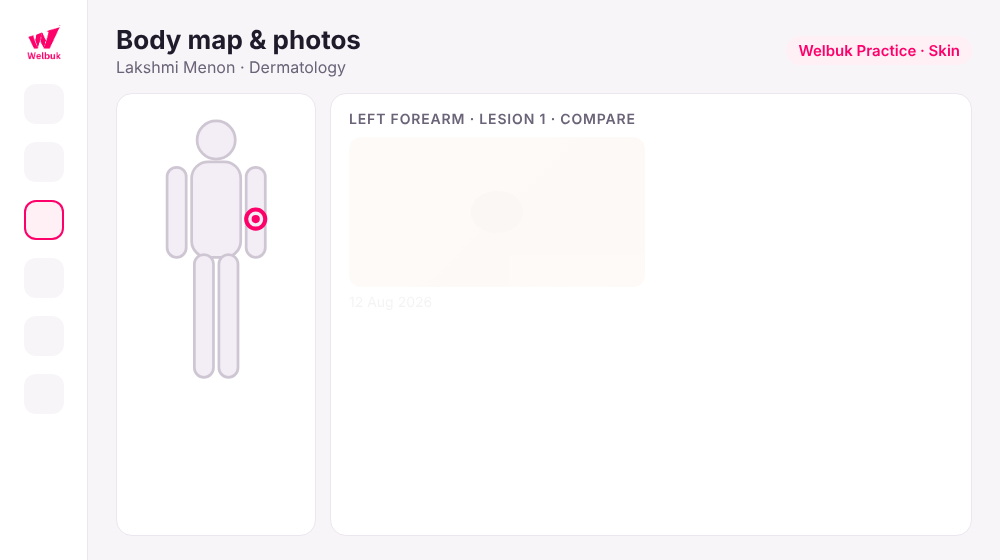 Welbuk
Body map & photos
Lakshmi Menon · Dermatology
Welbuk Practice · Skin
LEFT FOREARM · LESION 1 · COMPARE
12 Aug 2026